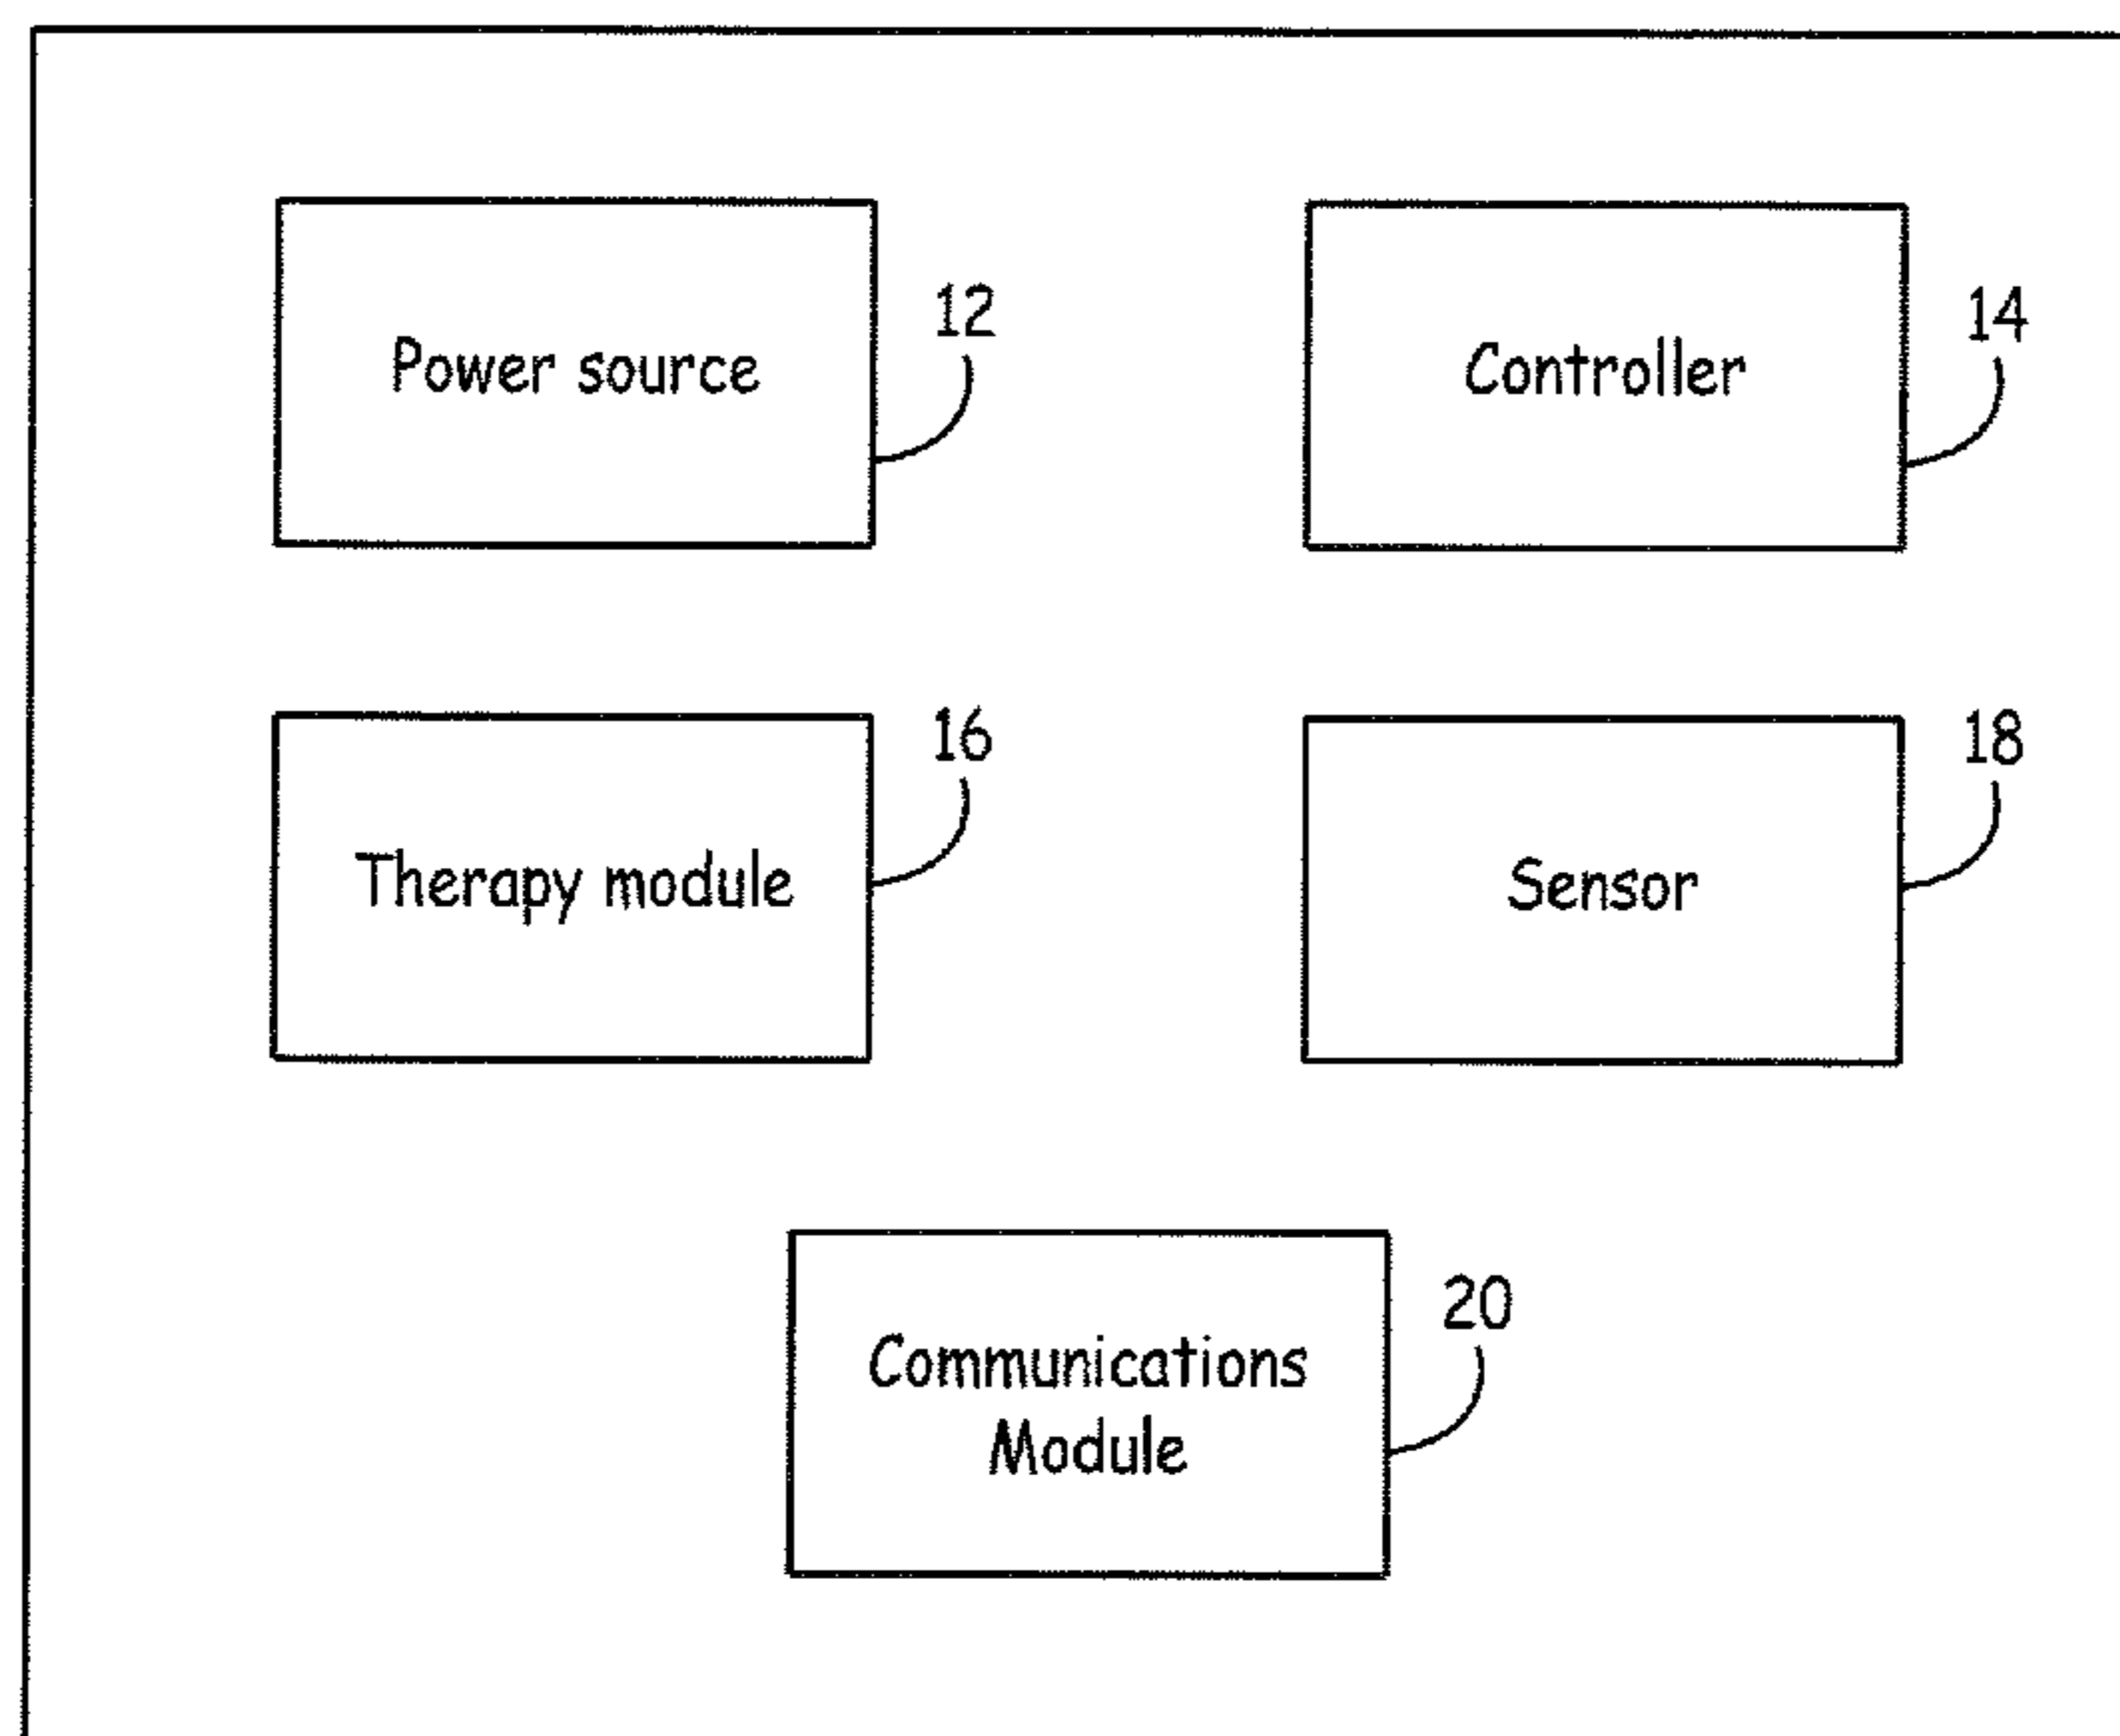 Power source
12
Controller
14
Therapy module
16
Sensor
18
Communications
Module
20